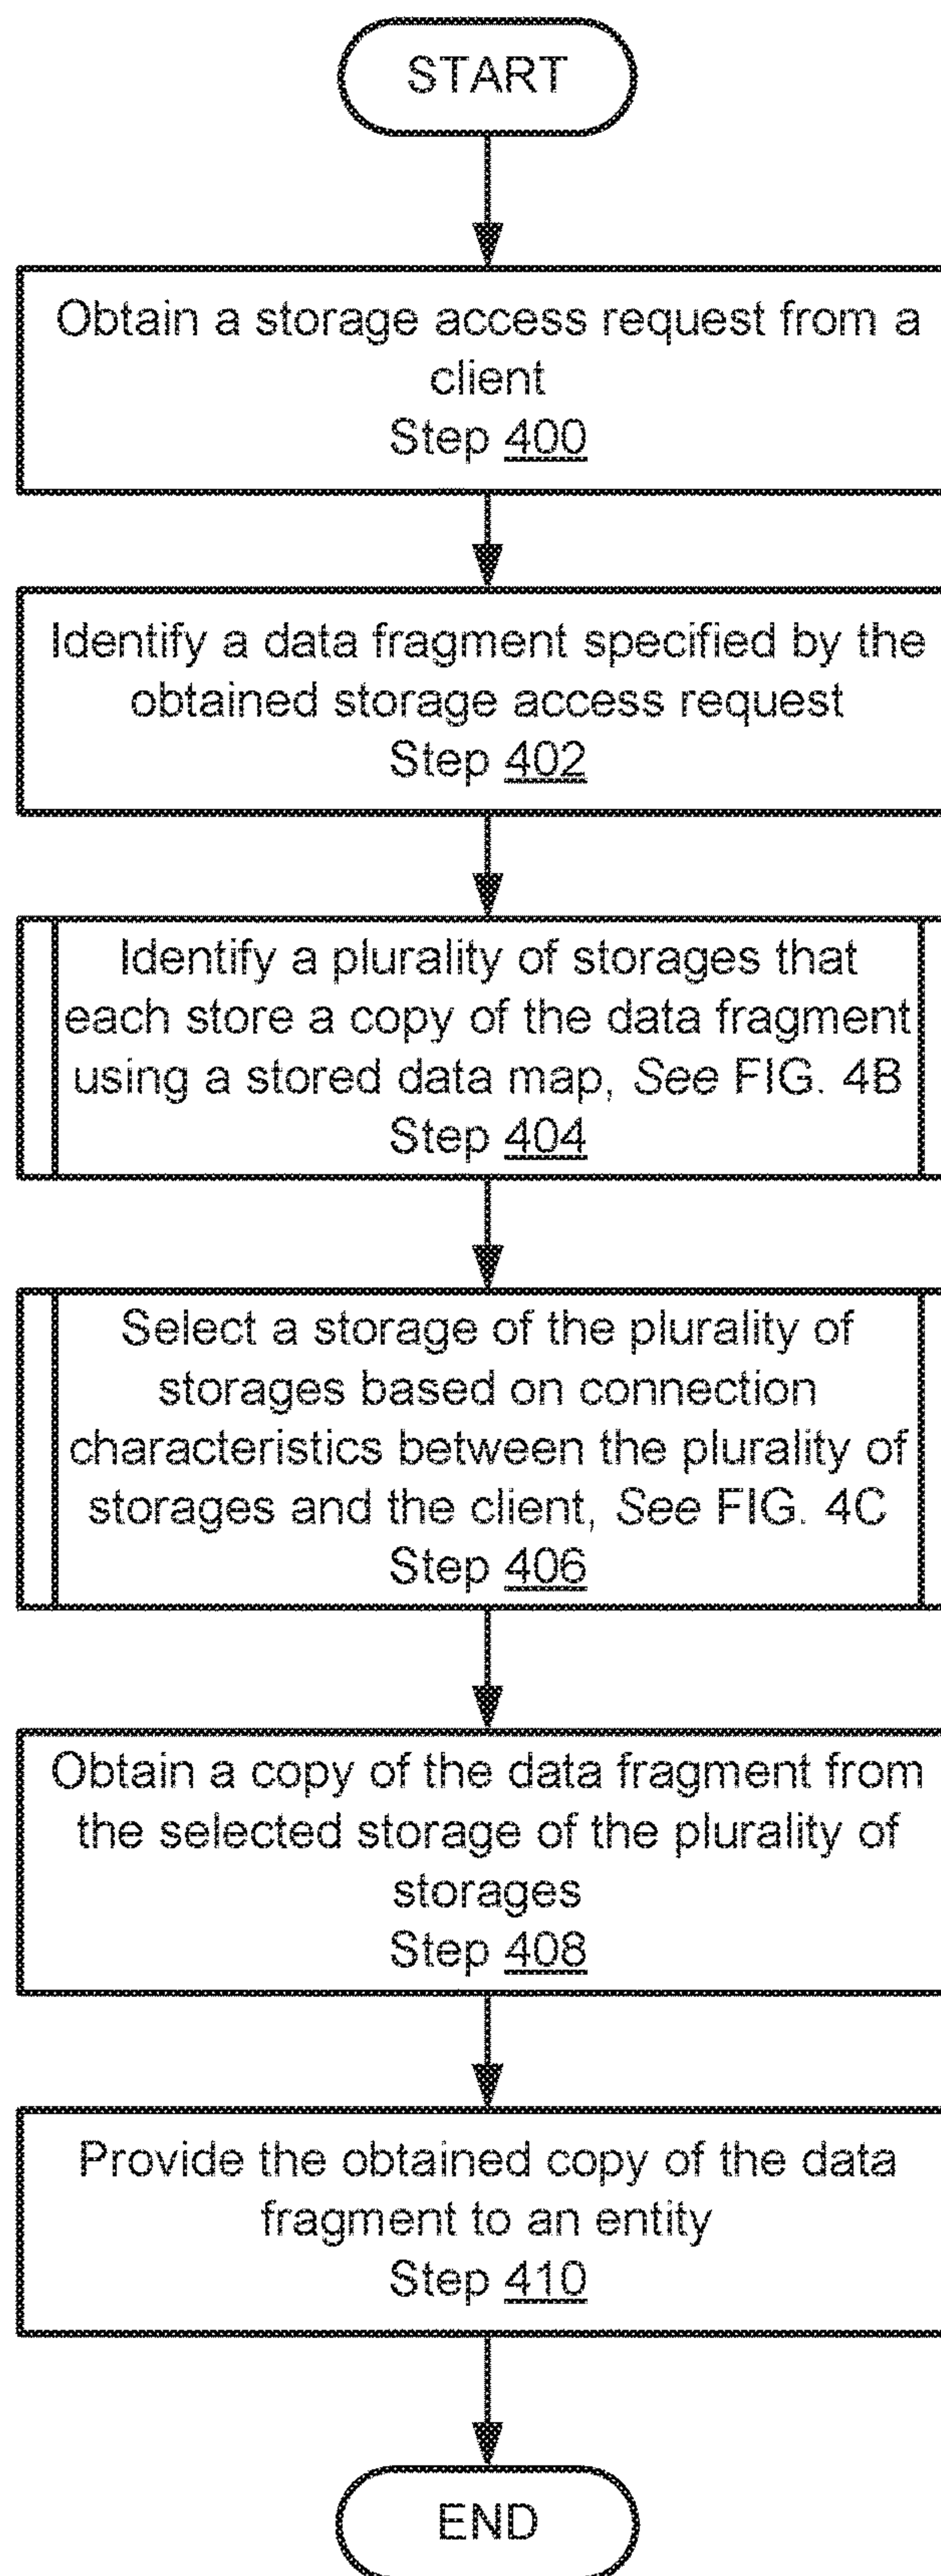 START
Obtain a storage access request from a
client
Step 400
Identify a data fragment specified by the
obtained storage access request
Step 402
Identify a plurality of storages that
each store a copy of the data fragment
using a stored data map, See FIG. 4B
Step 404
Select a storage of the plurality of
storages based on connection
characteristics between the plurality of
storages and the client, See FIG. 4C
Step 406
Obtain a copy of the data fragment from
the selected storage of the plurality of
storages
Step 408
Provide the obtained copy of the data
fragment to an entity
Step 410
END